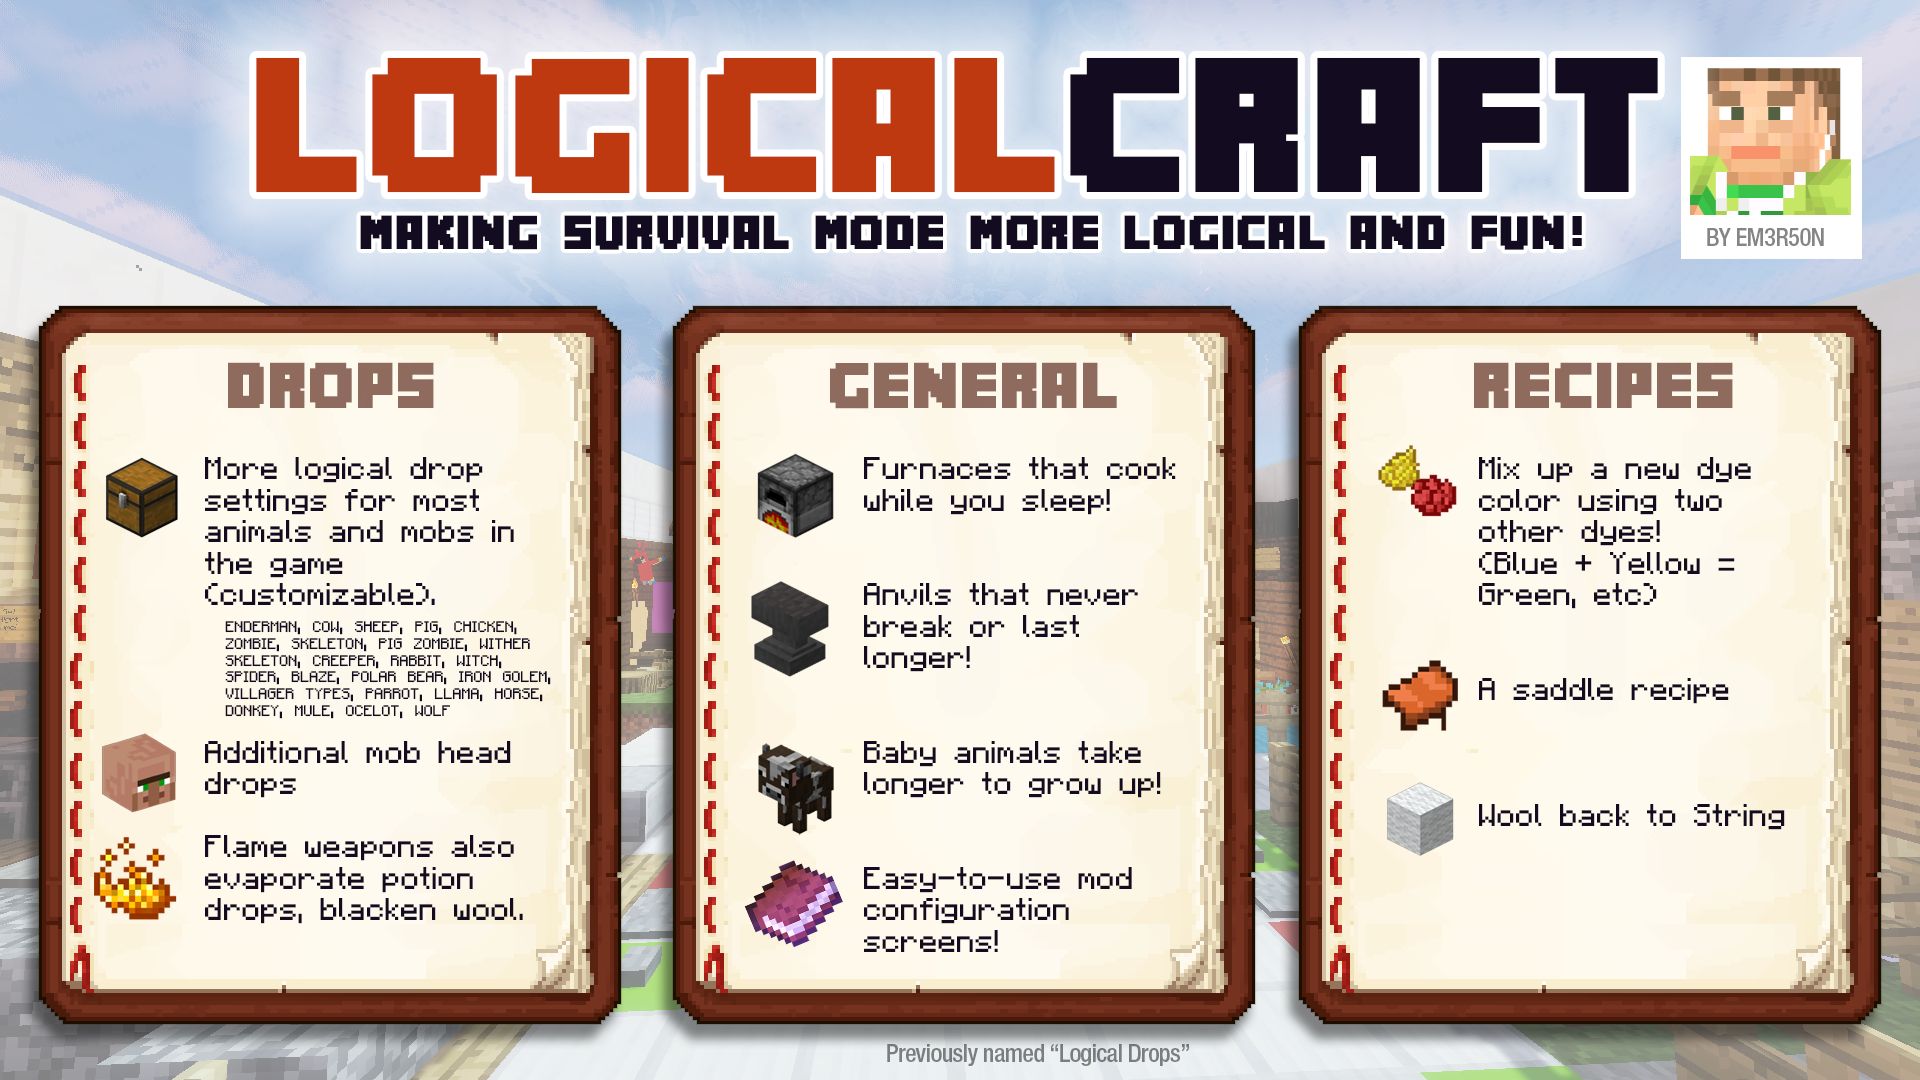 LOGICALCRAFT
MAKING SURVIVAL MODE MORE LOGICAL AND FUN!
BY EM3R50N
DROPS
More logical drop
settings for most
animals and mobs in
the game
(customizable).
ENDERMAN, COW, SHEEP, PIG, CHICKEN,
ZOMBIE, SKELETON, PIG ZOMBIE, WITHER
SKELETON, CREEPER, RABBIT, WITCH,
SPIDER, BLAZE, POLAR BEAR, IRON GOLEM,
VILLAGER TYPES, PARROT, LLAMA, HORSE,
DONKEY, MULE, OCELOT, WOLF
Additional mob head
drops
Flame weapons also
evaporate potion
drops, blacken wool.
GENERAL
Furnaces that cook
while you sleep!
Anvils that never
break or last
longer!
Baby animals take
longer to grow up!
Easy-to-use mod
configuration
screens!
RECIPES
Mix up a new dye
color using two
other dyes!
(Blue + Yellow =
Green, etc)
A saddle recipe
Wool back to String
Previously named “Logical Drops”